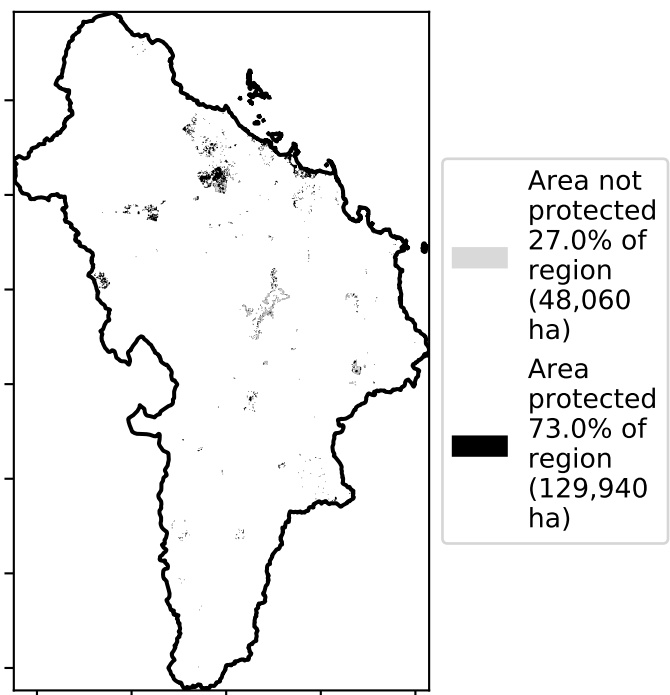 Area not
protected
27.0% of
region
(48,060
ha)
Area
protected
73.0% of
region
(129,940
ha)